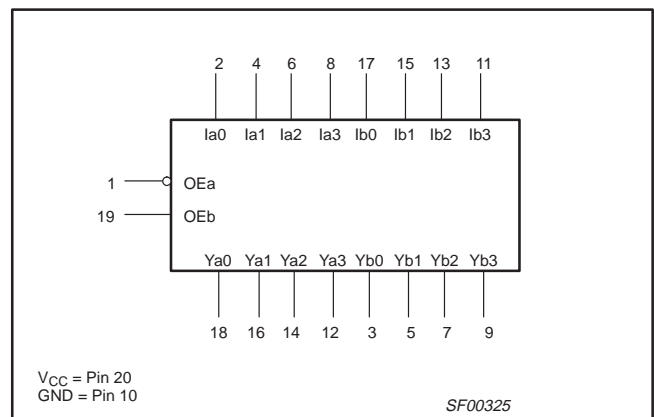 2 4 6 8 17 15 13 11
Ia0 Ia1 Ia2 Ia3 Ib0 Ib1 Ib2 Ib3
1 OEa
19 OEb
Ya0 Ya1 Ya2 Ya3 Yb0 Yb1 Yb2 Yb3
18 16 14 12 3 5 7 9
VCC = Pin 20
GND = Pin 10
SF00325